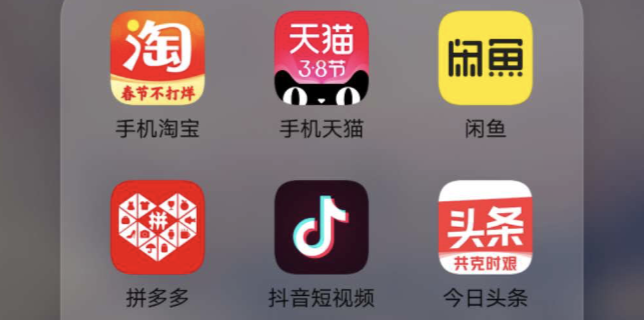 淘
春节不打烊
天猫
3·8节
闲鱼
手机淘宝
手机天猫
闲鱼
拼
头条
共克时艰
拼多多
抖音短视频
今日头条